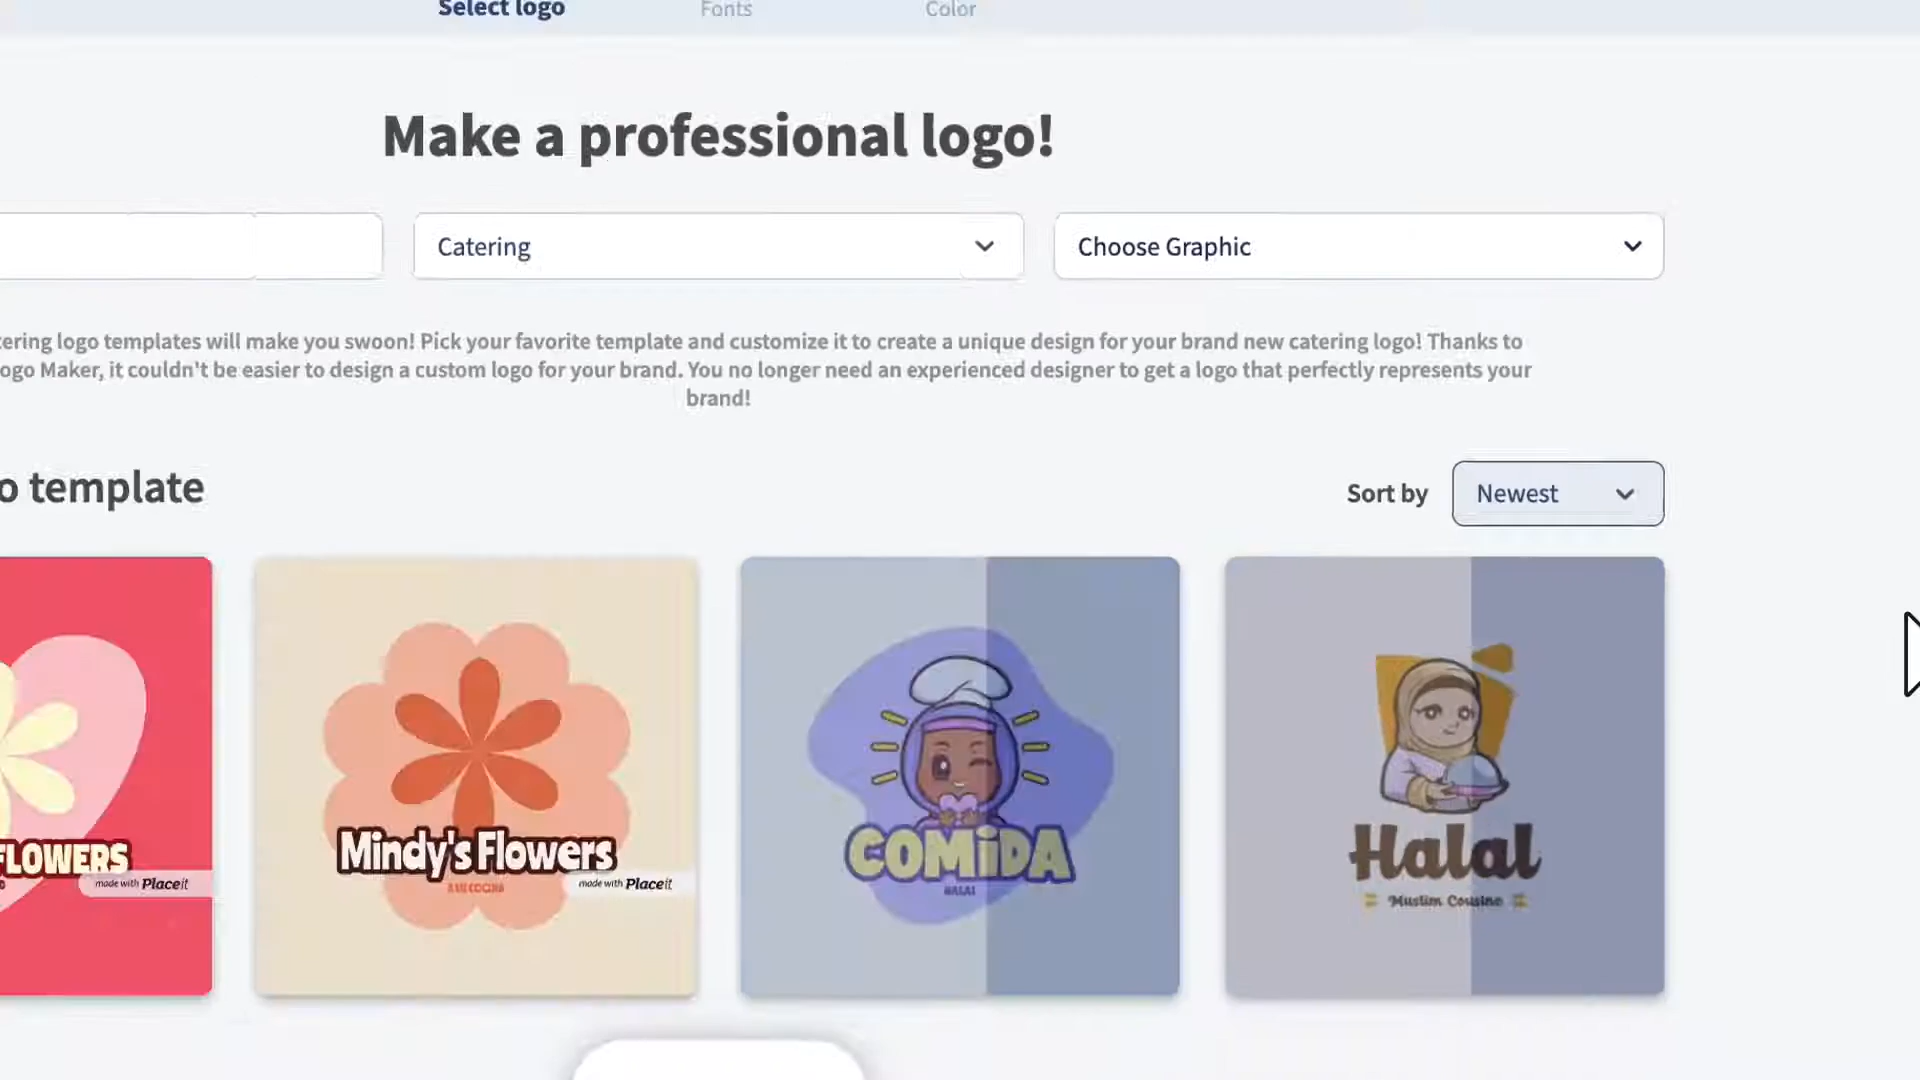 Select logo
Fonts
Color
Make a professional logo!
Catering
Choose Graphic
ering logo templates will make you swoon! Pick your favorite template and customize it to create a unique design for your brand new catering logo! Thanks to
ogo Maker, it couldn't be easier to design a custom logo for your brand. You no longer need an experienced designer to get a logo that perfectly represents your
brand!
o template
Sort by
Newest
FLOWERS
made with Placeit
Mindy's Flowers
made with Placeit
COMiDA
HALAL
Halal
Muslim Cousine